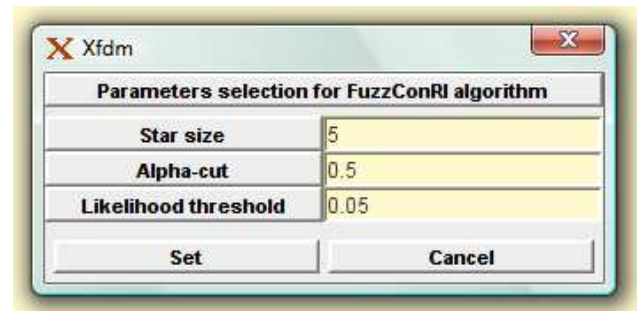 Xfdm
Parameters selection for FuzzConRI algorithm
Star size 5
Alpha-cut 0.5
Likelihood threshold 0.05
Set Cancel